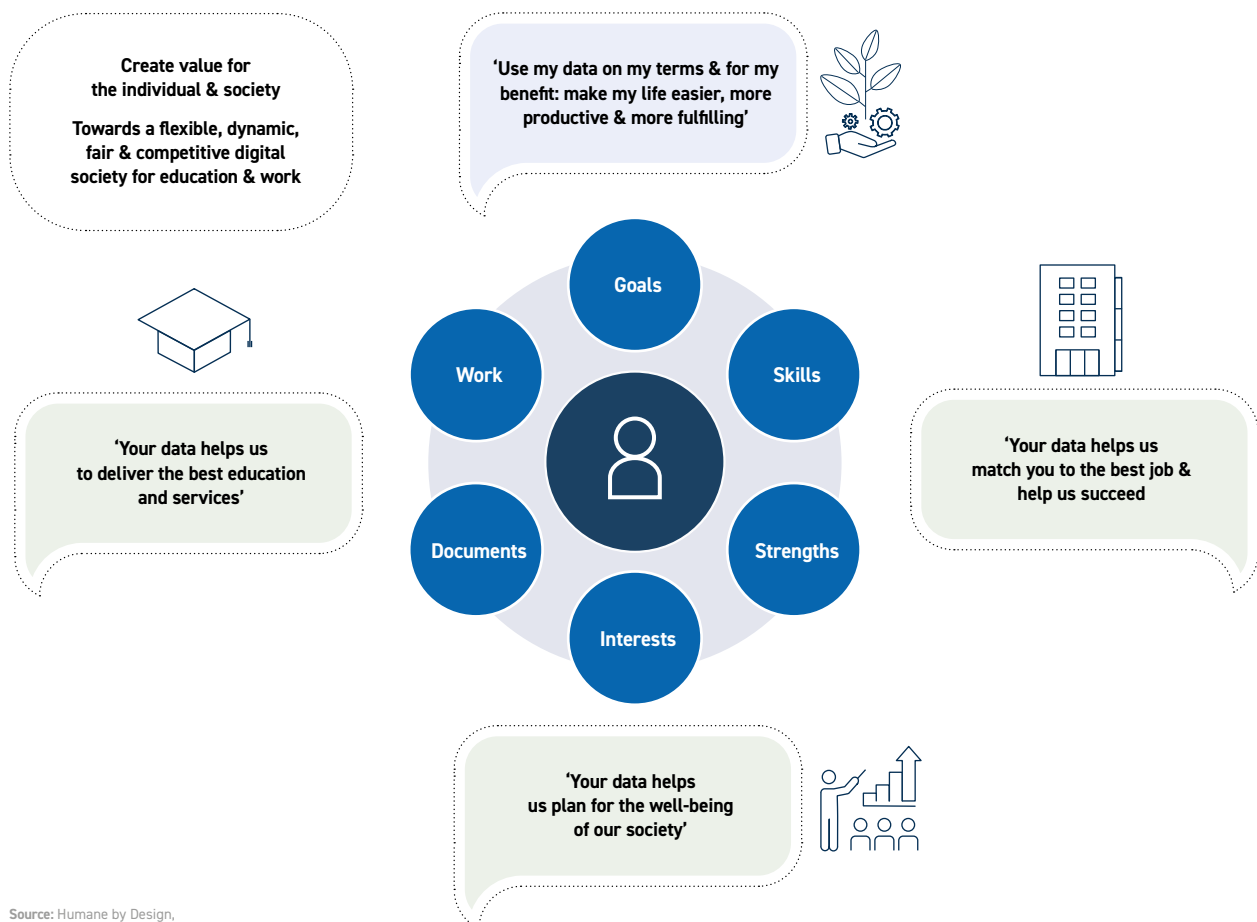 Create value for
the individual & society
Towards a flexible, dynamic,
fair & competitive digital
society for education & work
‘Use my data on my terms & for my
benefit: make my life easier, more
productive & more fulfilling’
Goals
Work
Skills
‘Your data helps us
to deliver the best education
and services’
‘Your data helps us
match you to the best job &
help us succeed
Documents
Strengths
Interests
‘Your data helps
us plan for the well-being
of our society’
Source: Humane by Design,